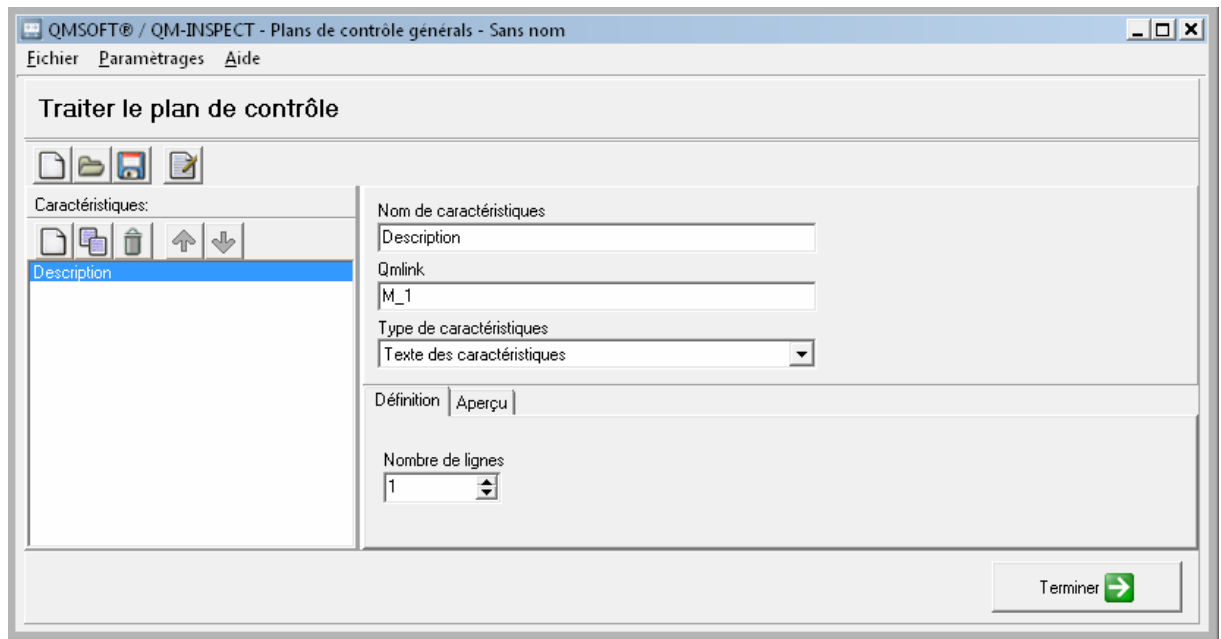 QMSOFT® / QM-INSPECT - Plans de contrôle générals - Sans nom
Fichier Paramètrages Aide
Traiter le plan de contrôle
Caractéristiques:
Description
Nom de caractéristiques
Description
Qmlink
M_1
Type de caractéristiques
Texte des caractéristiques
Définition Aperçu
Nombre de lignes
1
Terminer